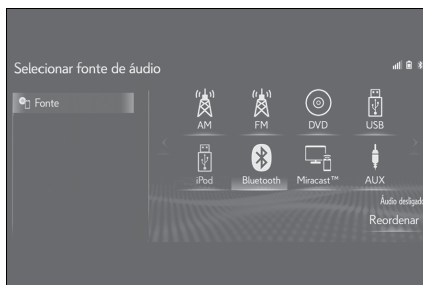 Selecionar fonte de áudio
Fonte
AM FM DVD USB
iPod Bluetooth Miracast™ AUX
Áudio desligado
Reordenar